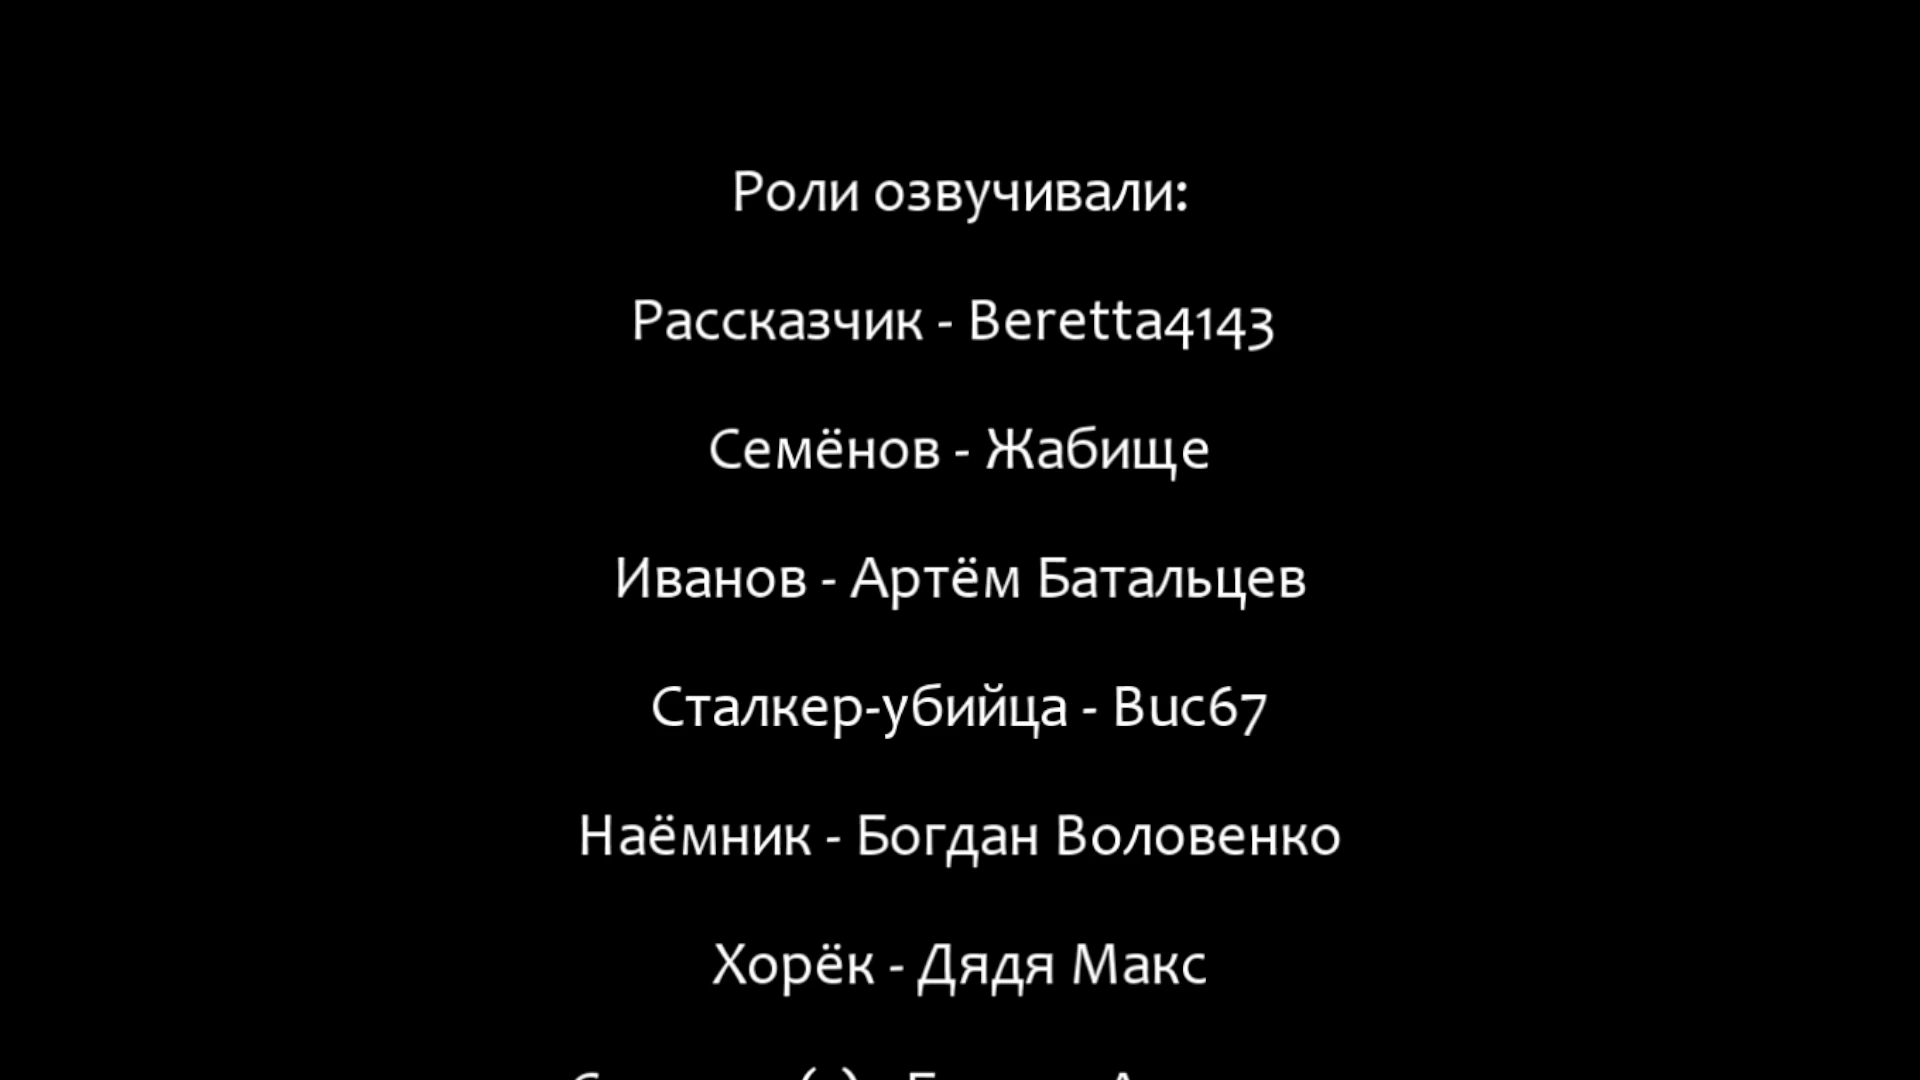 Роли озвучивали:
Рассказчик - Beretta4143
Семёнов - Жабище
Иванов - Артём Батальцев
Сталкер-убийца - Buc67
Наёмник - Богдан Воловенко
Хорёк - Дядя Макс